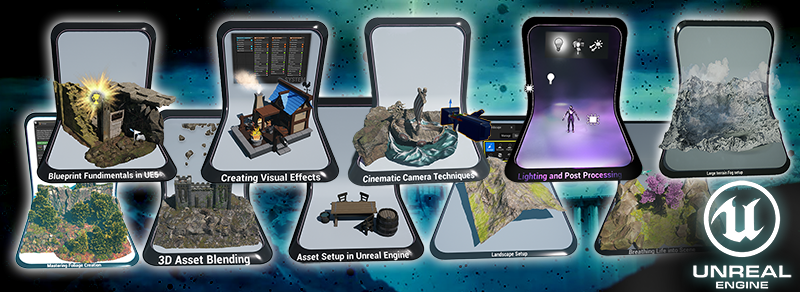 Blueprint Fundimentals in UE5
Creating Visual Effects
Cinematic Camera Techniques
Lighting and Post Processing
Large terrain Fog setup
Mastering Foliage Creation
3D Asset Blending
Asset Setup in Unreal Engine
Landscape Setup
Breathing Life into
UNREAL
ENGINE